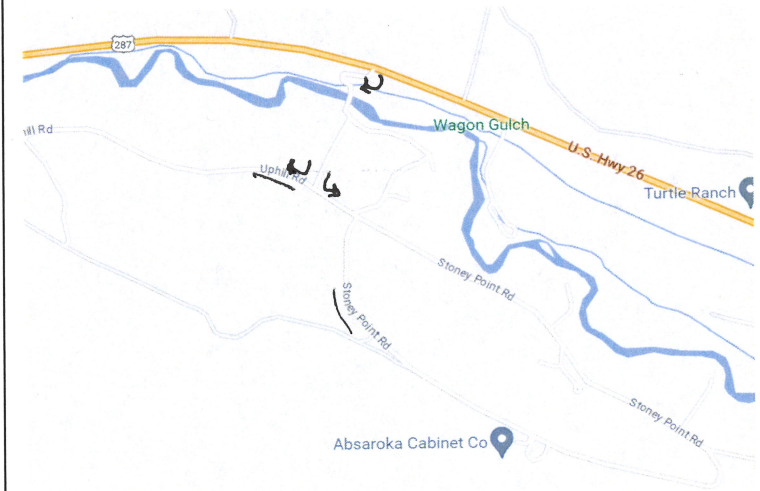 287
Wagon Gulch
U.S. Hwy 26
Turtle Ranch
hill Rd
Uphill Rd
Stoney Point Rd
Stoney Point Rd
Stoney Point Rd
Absaroka Cabinet Co